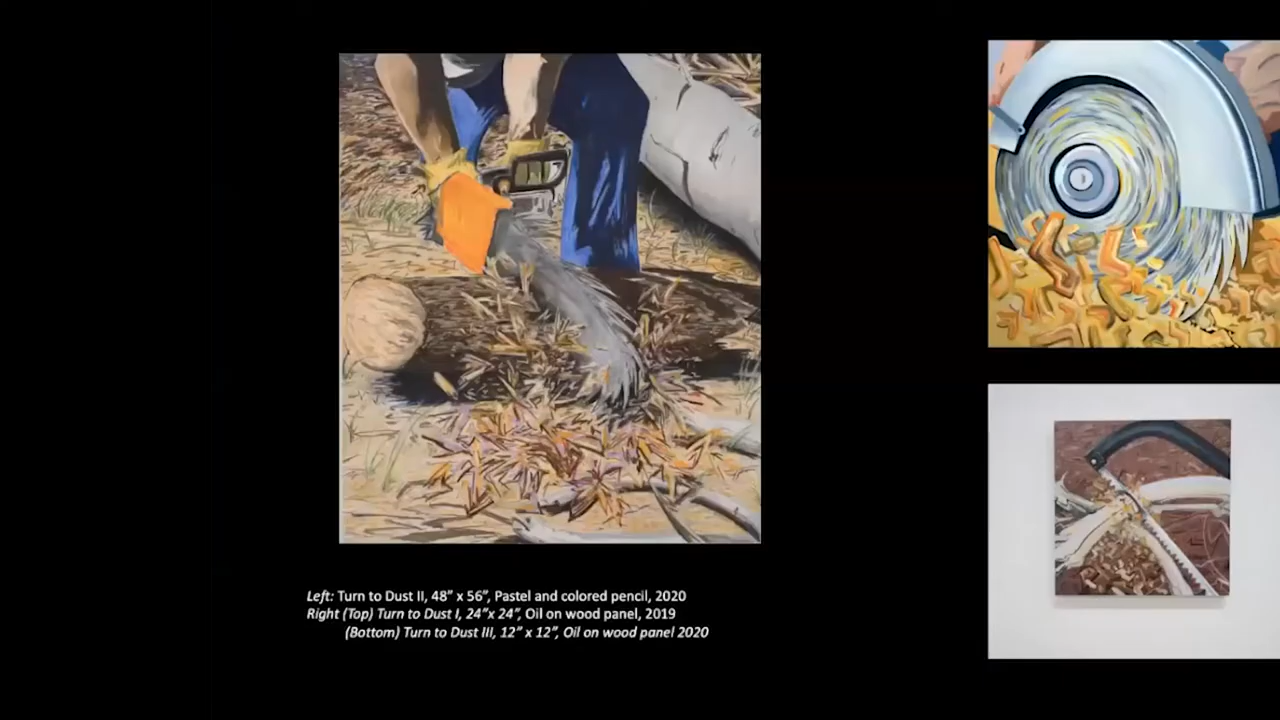 Left: Turn to Dust II, 48” x 56”, Pastel and colored pencil, 2020
Right (Top) Turn to Dust I, 24”x 24”, Oil on wood panel, 2019
(Bottom) Turn to Dust III, 12” x 12”, Oil on wood panel 2020